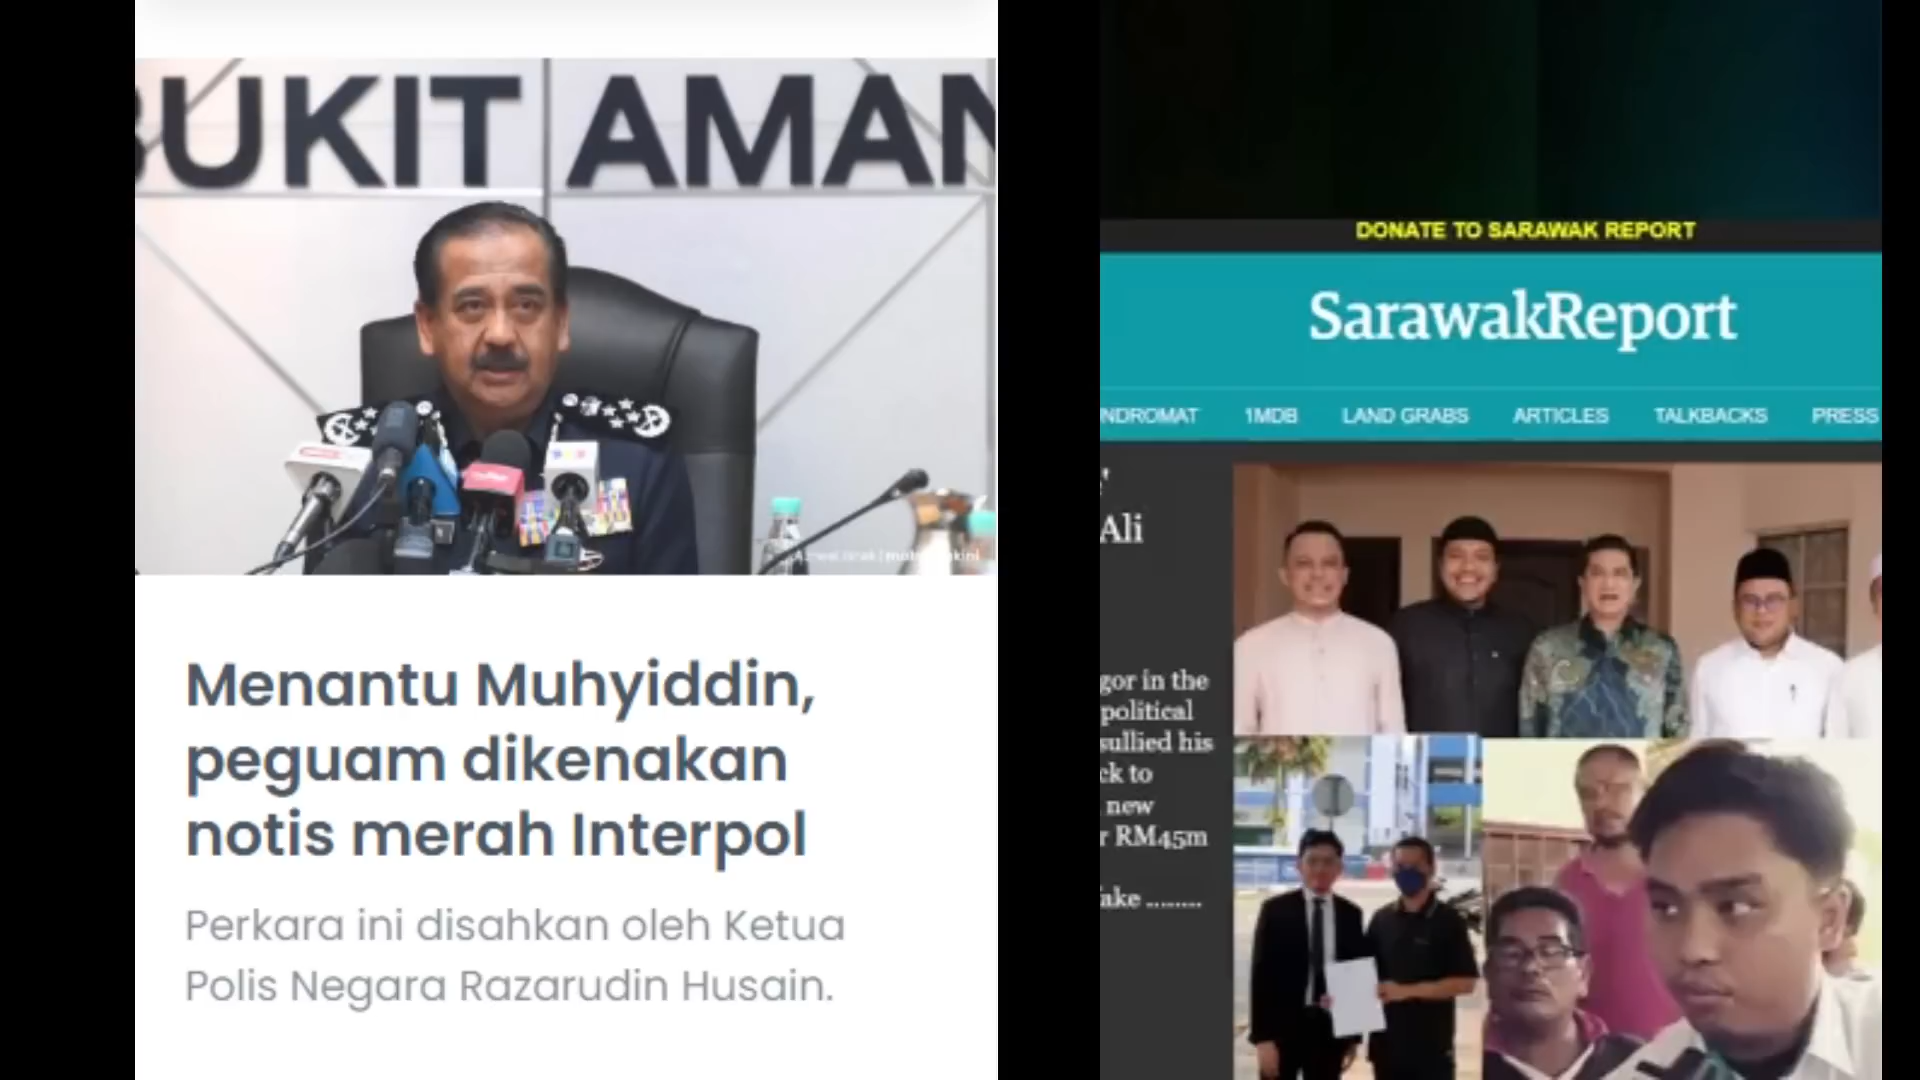 BUKIT AMAN
Menantu Muhyiddin,
peguam dikenakan
notis merah Interpol
Perkara ini disahkan oleh Ketua
Polis Negara Razarudin Husain.
DONATE TO SARAWAK REPORT
SarawakReport
NDROMAT 1MDB LAND GRABS ARTICLES TALKBACKS PRESS
Ali
gor in the
political
sullied his
ck to
new
r RM45m
ake ........